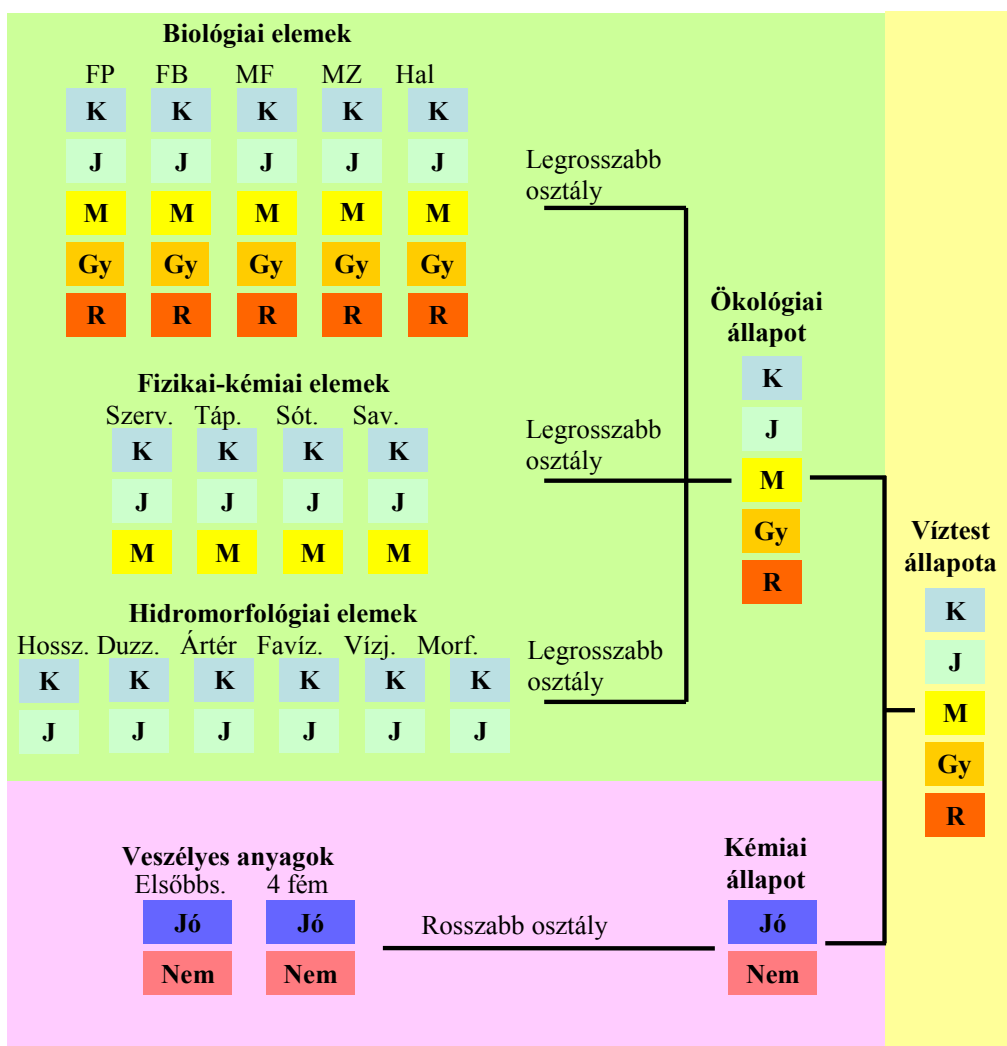 Biológiai elemek
FP FB MF MZ Hal
K K K K K
J J J J J
M M M M M
Gy Gy Gy Gy Gy
R R R R R
Legrosszabb
osztály
Fizikai-kémiai elemek
Szerv. Táp. Sót. Sav.
K K K K
J J J J
M M M M
Legrosszabb
osztály
Hidromorfológiai elemek
Hossz. Duzz. Ártér Favíz. Vízj. Morf.
K K K K K K
J J J J J J
Legrosszabb
osztály
Ökológiai
állapot
K
J
M
Gy
R
Veszélyes anyagok
Elsőbbs. 4 fém
Jó Jó
Nem Nem
Rosszabb osztály
Kémiai
állapot
Jó
Nem
Víztest
állapota
K
J
M
Gy
R